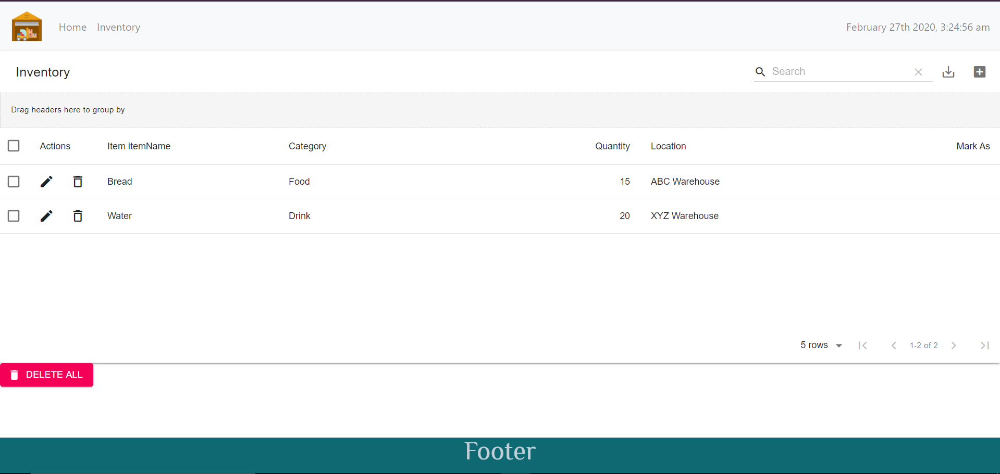 Home Inventory February 27th 2020, 3:24:56 am
Inventory Search
Drag headers here to group by
Actions Item itemName Category Quantity Location Mark As
Bread Food 15 ABC Warehouse
Water Drink 20 XYZ Warehouse
5 rows 1-2 of 2
DELETE ALL
Footer